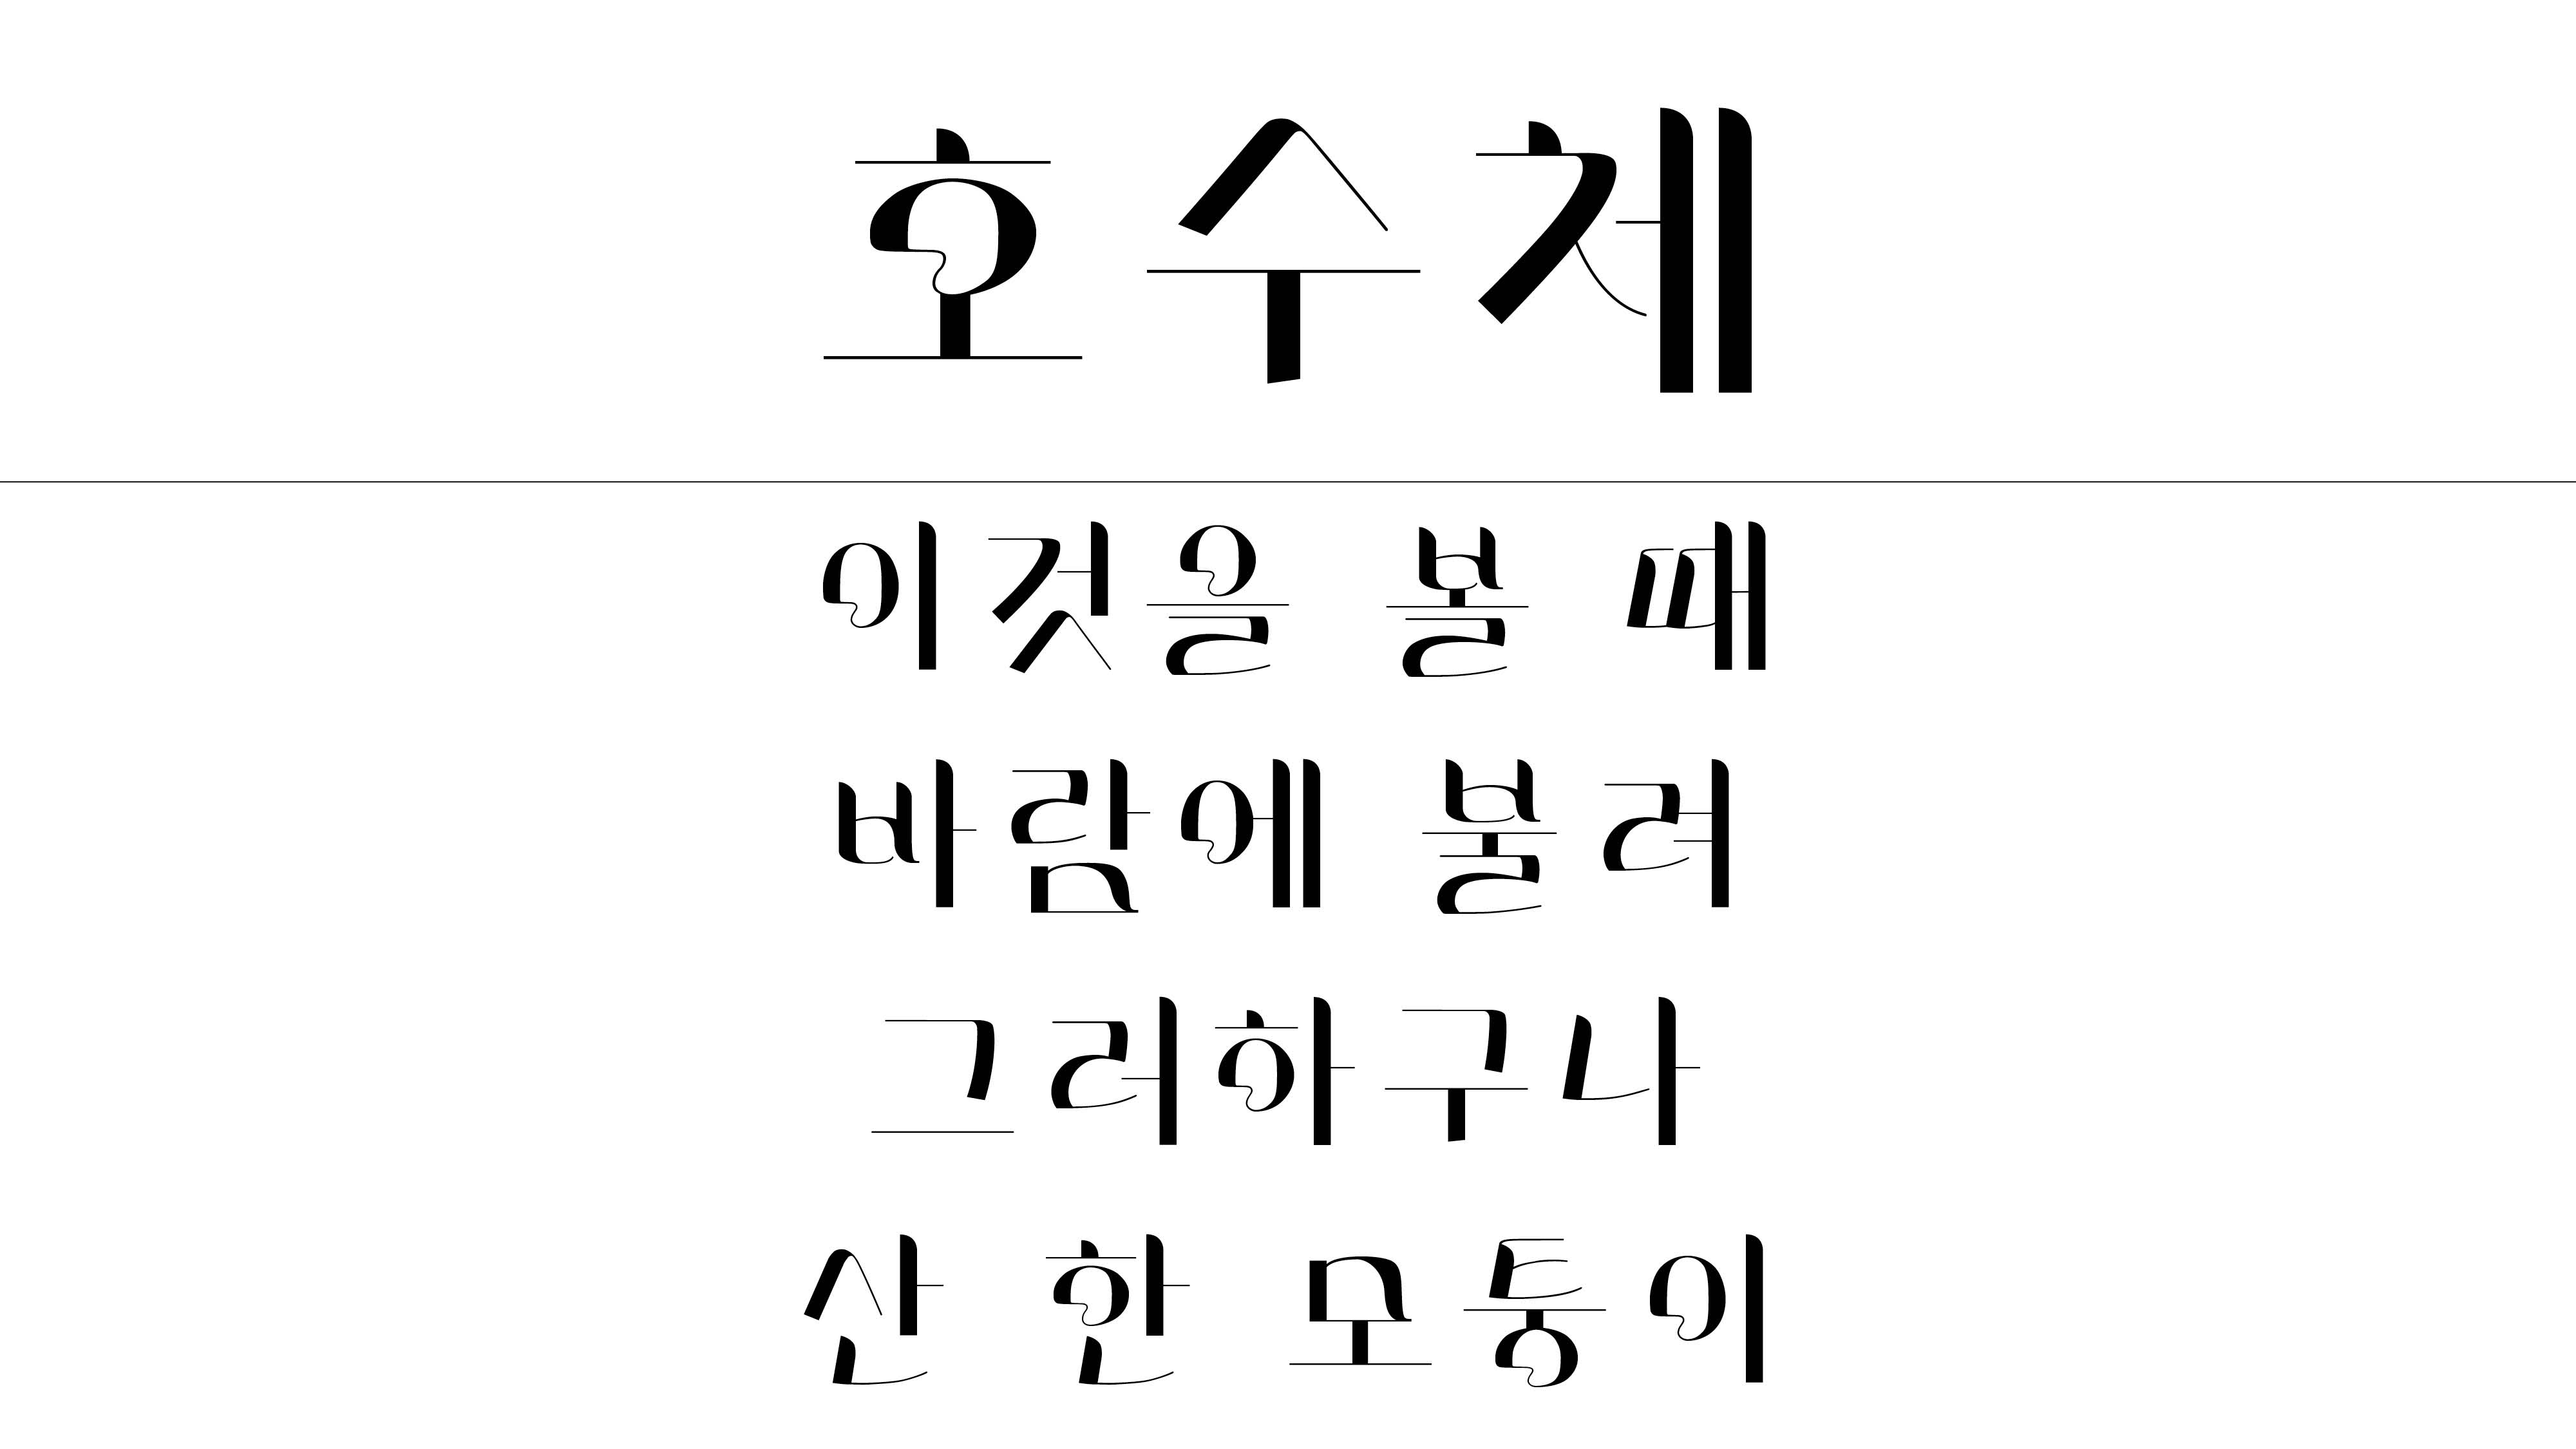 호수체
이것을 볼 때
바람에 불려
그러하구나
산 한 모퉁이